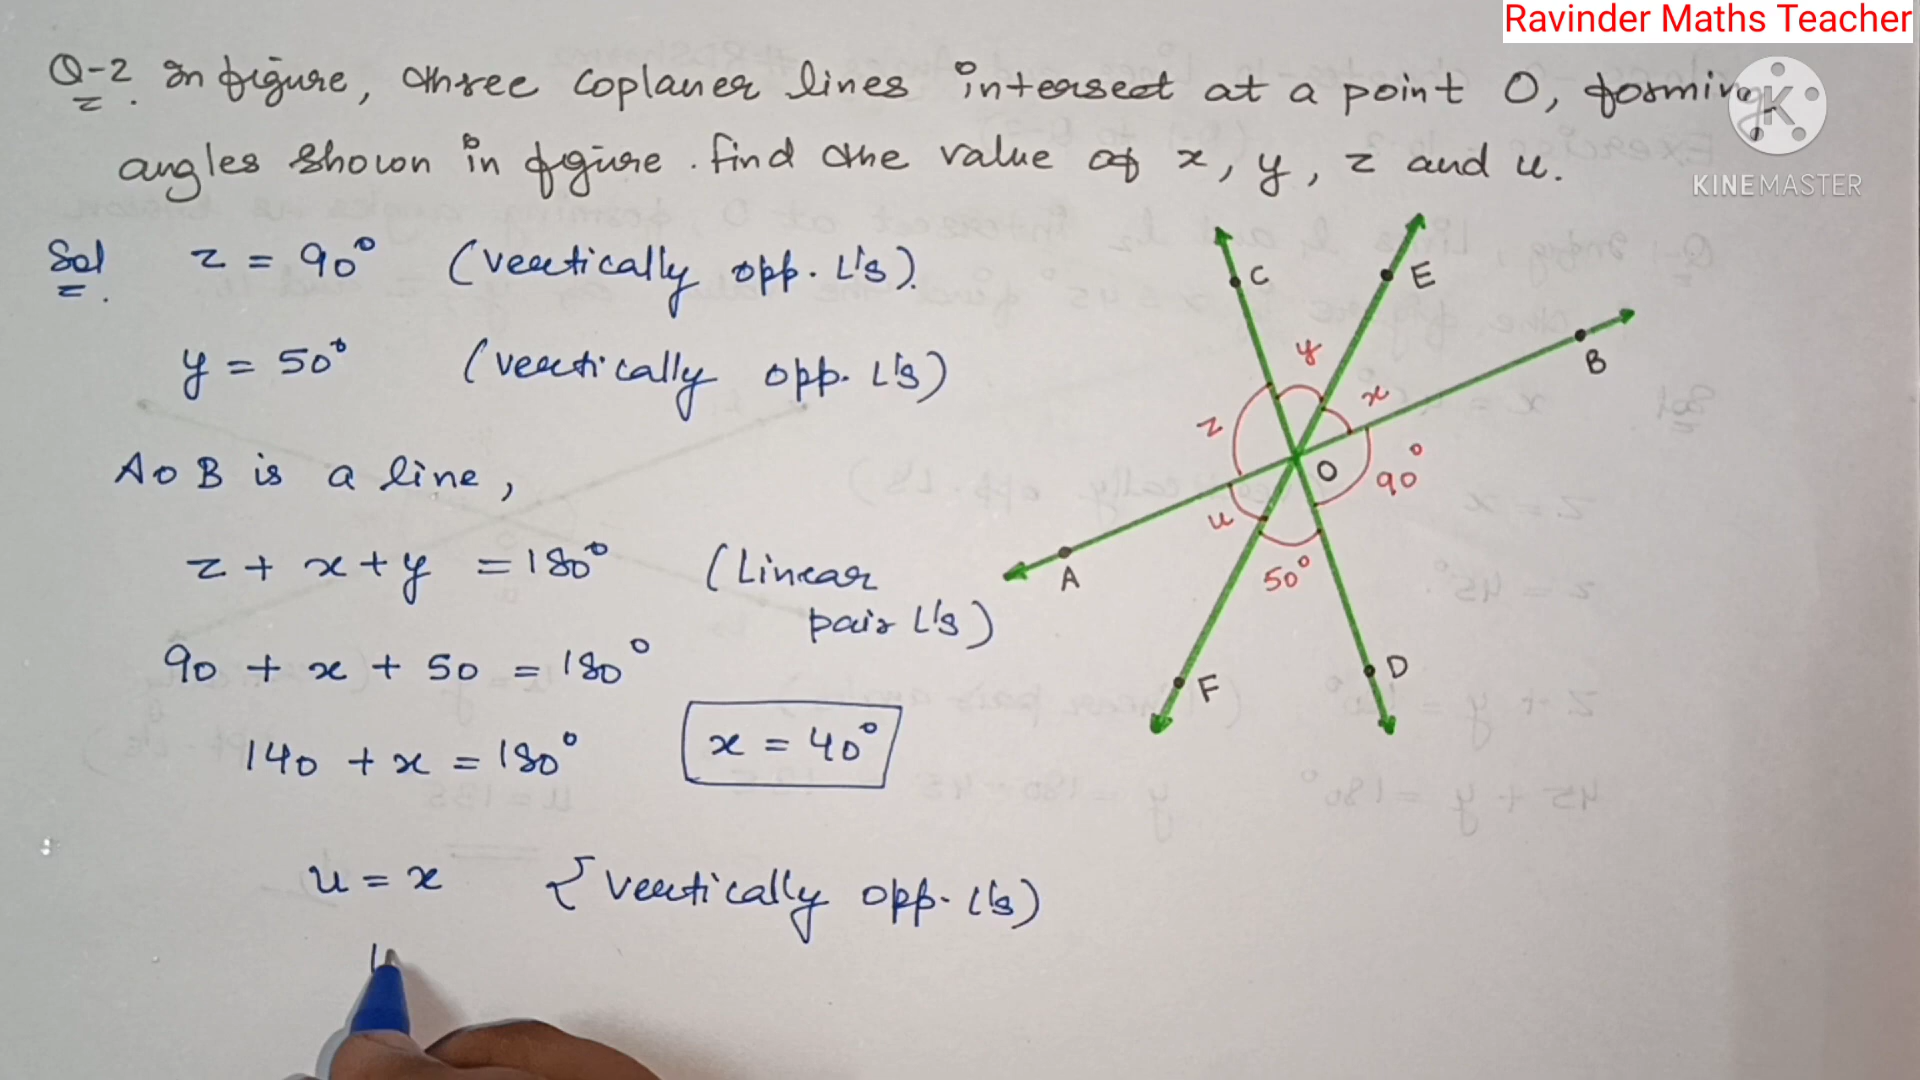 Ravinder Maths Teacher
Q-2. In figure, three coplaner lines intersect at a point O, forming
angles shown in figure. find the value of x, y, z and u.
K
KINEMASTER
Sol. z = 90° (vertically opp. L's).
y = 50° (vertically opp. L's)
AOB is a line,
z + x + y = 180° (Linear
pair L's)
90 + x + 50 = 180°
140 + x = 180° x = 40°
u = x {vertically opp. L's)
C
E
B
y
x
z
O
90°
u
50°
A
F
D